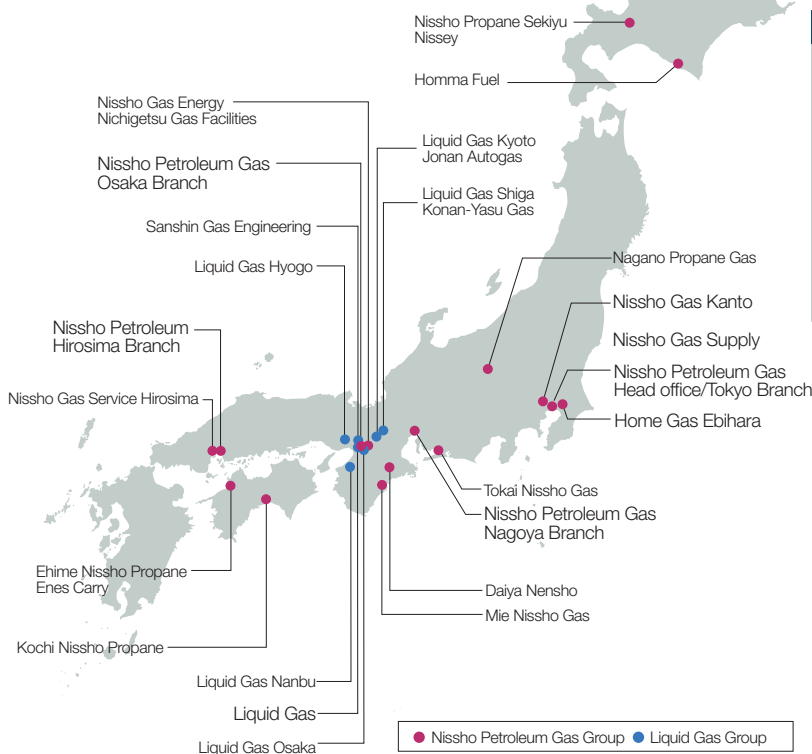 Nissho Propane Sekiyu
Nissey
Homma Fuel
Nissho Gas Energy
Nichigetsu Gas Facilities
Liquid Gas Kyoto
Jonan Autogas
Nissho Petroleum Gas
Osaka Branch
Liquid Gas Shiga
Konan-Yasu Gas
Sanshin Gas Engineering
Liquid Gas Hyogo
Nagano Propane Gas
Nissho Gas Kanto
Nissho Petroleum
Hirosima Branch
Nissho Gas Supply
Nissho Petroleum Gas
Head office/Tokyo Branch
Nissho Gas Service Hirosima
Home Gas Ebihara
Tokai Nissho Gas
Nissho Petroleum Gas
Nagoya Branch
Ehime Nissho Propane
Enes Carry
Daiya Nensho
Mie Nissho Gas
Kochi Nissho Propane
Liquid Gas Nanbu
Liquid Gas
Liquid Gas Osaka
Nissho Petroleum Gas Group
Liquid Gas Group